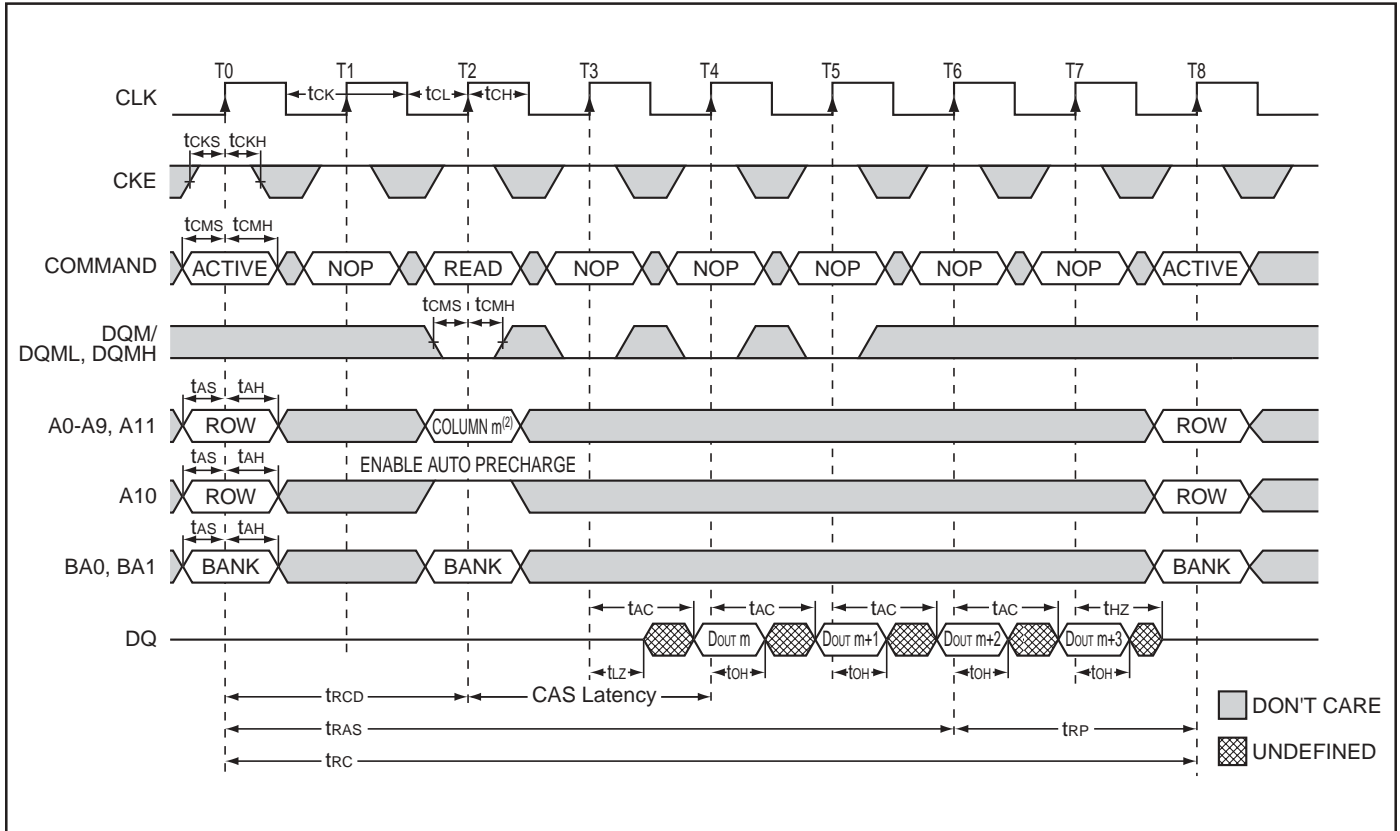 T0 T1 T2 T3 T4 T5 T6 T7 T8
CLK tCK tCL tCH
tCKS tCKH
CKE
tCMS tCMH
COMMAND ACTIVE NOP READ NOP NOP NOP NOP NOP ACTIVE
tCMS tCMH
DQM/
DQML, DQMH
tAS tAH
A0-A9, A11 ROW COLUMN m(2) ROW
tAS tAH ENABLE AUTO PRECHARGE
A10 ROW ROW
tAS tAH
BA0, BA1 BANK BANK BANK
tAC tAC tAC tAC tHZ
DQ DOUT m DOUT m+1 DOUT m+2 DOUT m+3
tLZ tOH tOH tOH tOH
tRCD CAS Latency
DON'T CARE
tRAS tRP
UNDEFINED
tRC